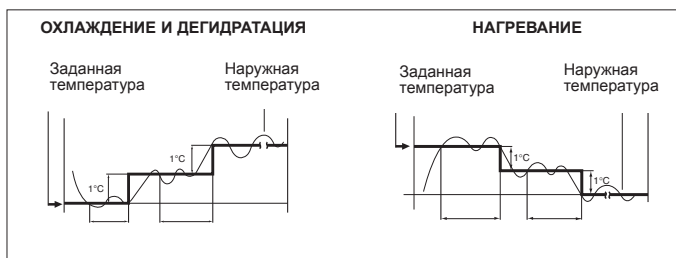 ОХЛАЖДЕНИЕ И ДЕГИДРАТАЦИЯ
Заданная
температура
Наружная
температура
1°C
1°C
НАГРЕВАНИЕ
Заданная
температура
Наружная
температура
1°C
1°C